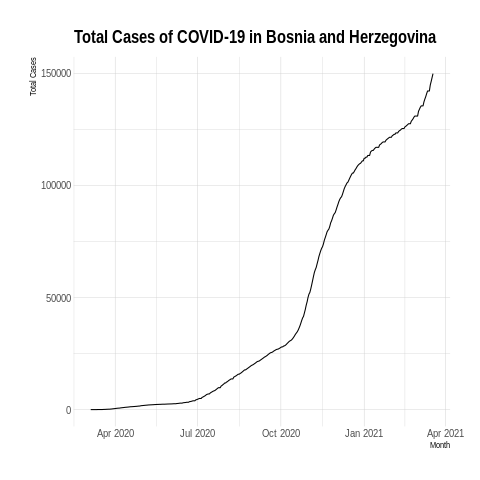 Total Cases of COVID-19 in Bosnia and Herzegovina
Total Cases
150000
100000
50000
0
Apr 2020 Jul 2020 Oct 2020 Jan 2021 Apr 2021
Month